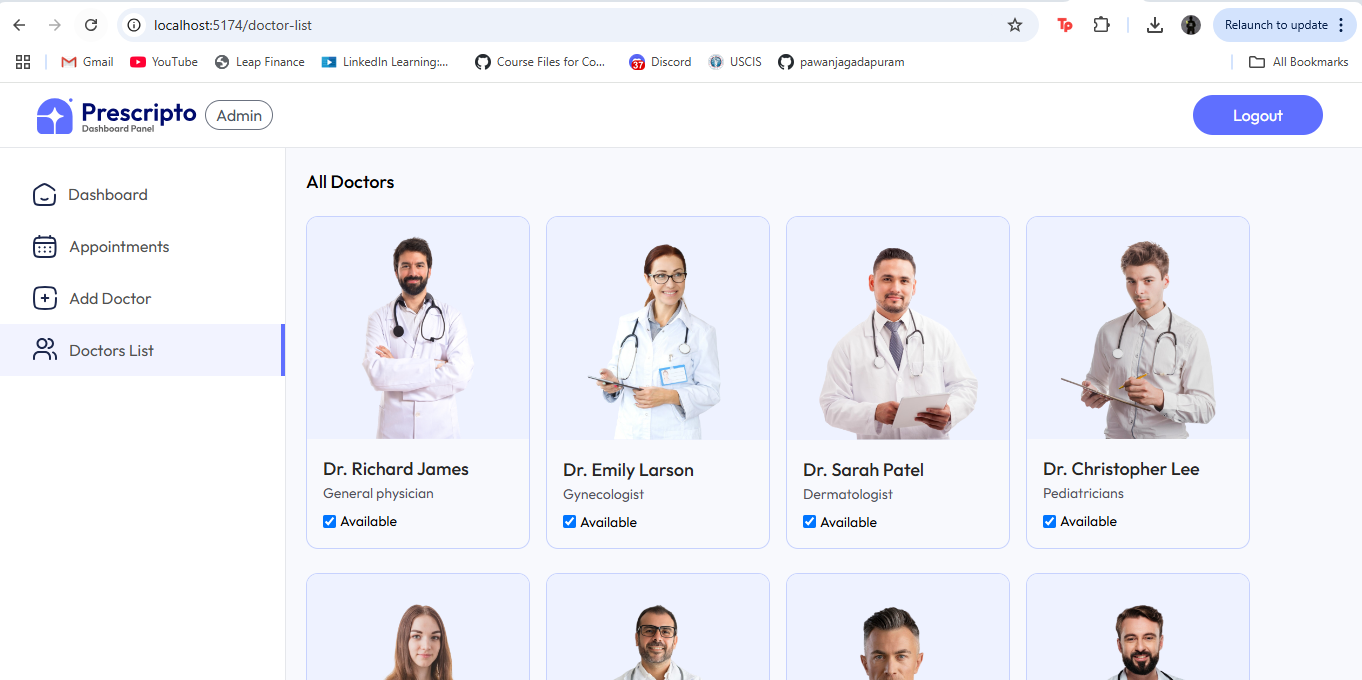 localhost:5174/doctor-list
Tp
Relaunch to update
Gmail
YouTube
Leap Finance
LinkedIn Learning:...
Course Files for Co...
37
Discord
USCIS
pawanjagadapuram
All Bookmarks
Prescripto
Dashboard Panel
Admin
Logout
Dashboard
Appointments
Add Doctor
Doctors List
All Doctors
Dr. Richard James
General physician
Available
Dr. Emily Larson
Gynecologist
Available
Dr. Sarah Patel
Dermatologist
Available
Dr. Christopher Lee
Pediatricians
Available